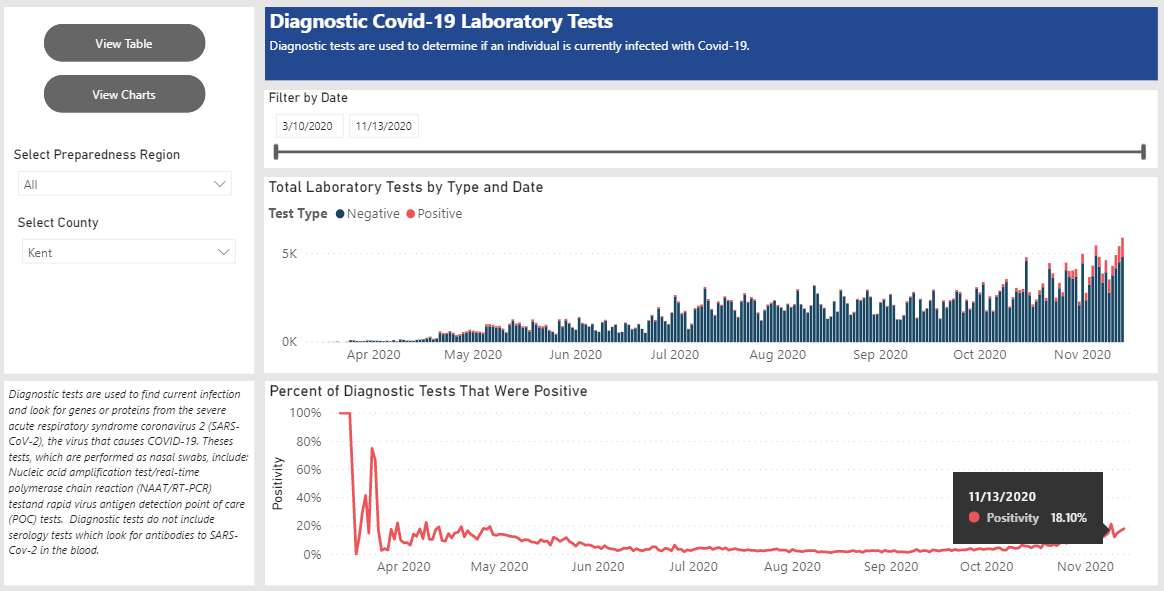 View Table
View Charts
Select Preparedness Region
All
Select County
Kent
Diagnostic tests are used to find current infection
and look for genes or proteins from the severe
acute respiratory syndrome coronavirus 2 (SARS-
CoV-2), the virus that causes COVID-19. Theses
tests, which are performed as nasal swabs, include:
Nucleic acid amplification test/real-time
polymerase chain reaction (NAAT/RT-PCR)
testand rapid virus antigen detection point of care
(POC) tests.  Diagnostic tests do not include
serology tests which look for antibodies to SARS-
Cov-2 in the blood.
Diagnostic Covid-19 Laboratory Tests
Diagnostic tests are used to determine if an individual is currently infected with Covid-19.
Filter by Date
3/10/2020 11/13/2020
Total Laboratory Tests by Type and Date
Test Type Negative Positive
5K
0K
Apr 2020 May 2020 Jun 2020 Jul 2020 Aug 2020 Sep 2020 Oct 2020 Nov 2020
Percent of Diagnostic Tests That Were Positive
Positivity
100%
80%
60%
40%
20%
0%
11/13/2020
Positivity 18.10%
Apr 2020 May 2020 Jun 2020 Jul 2020 Aug 2020 Sep 2020 Oct 2020 Nov 2020